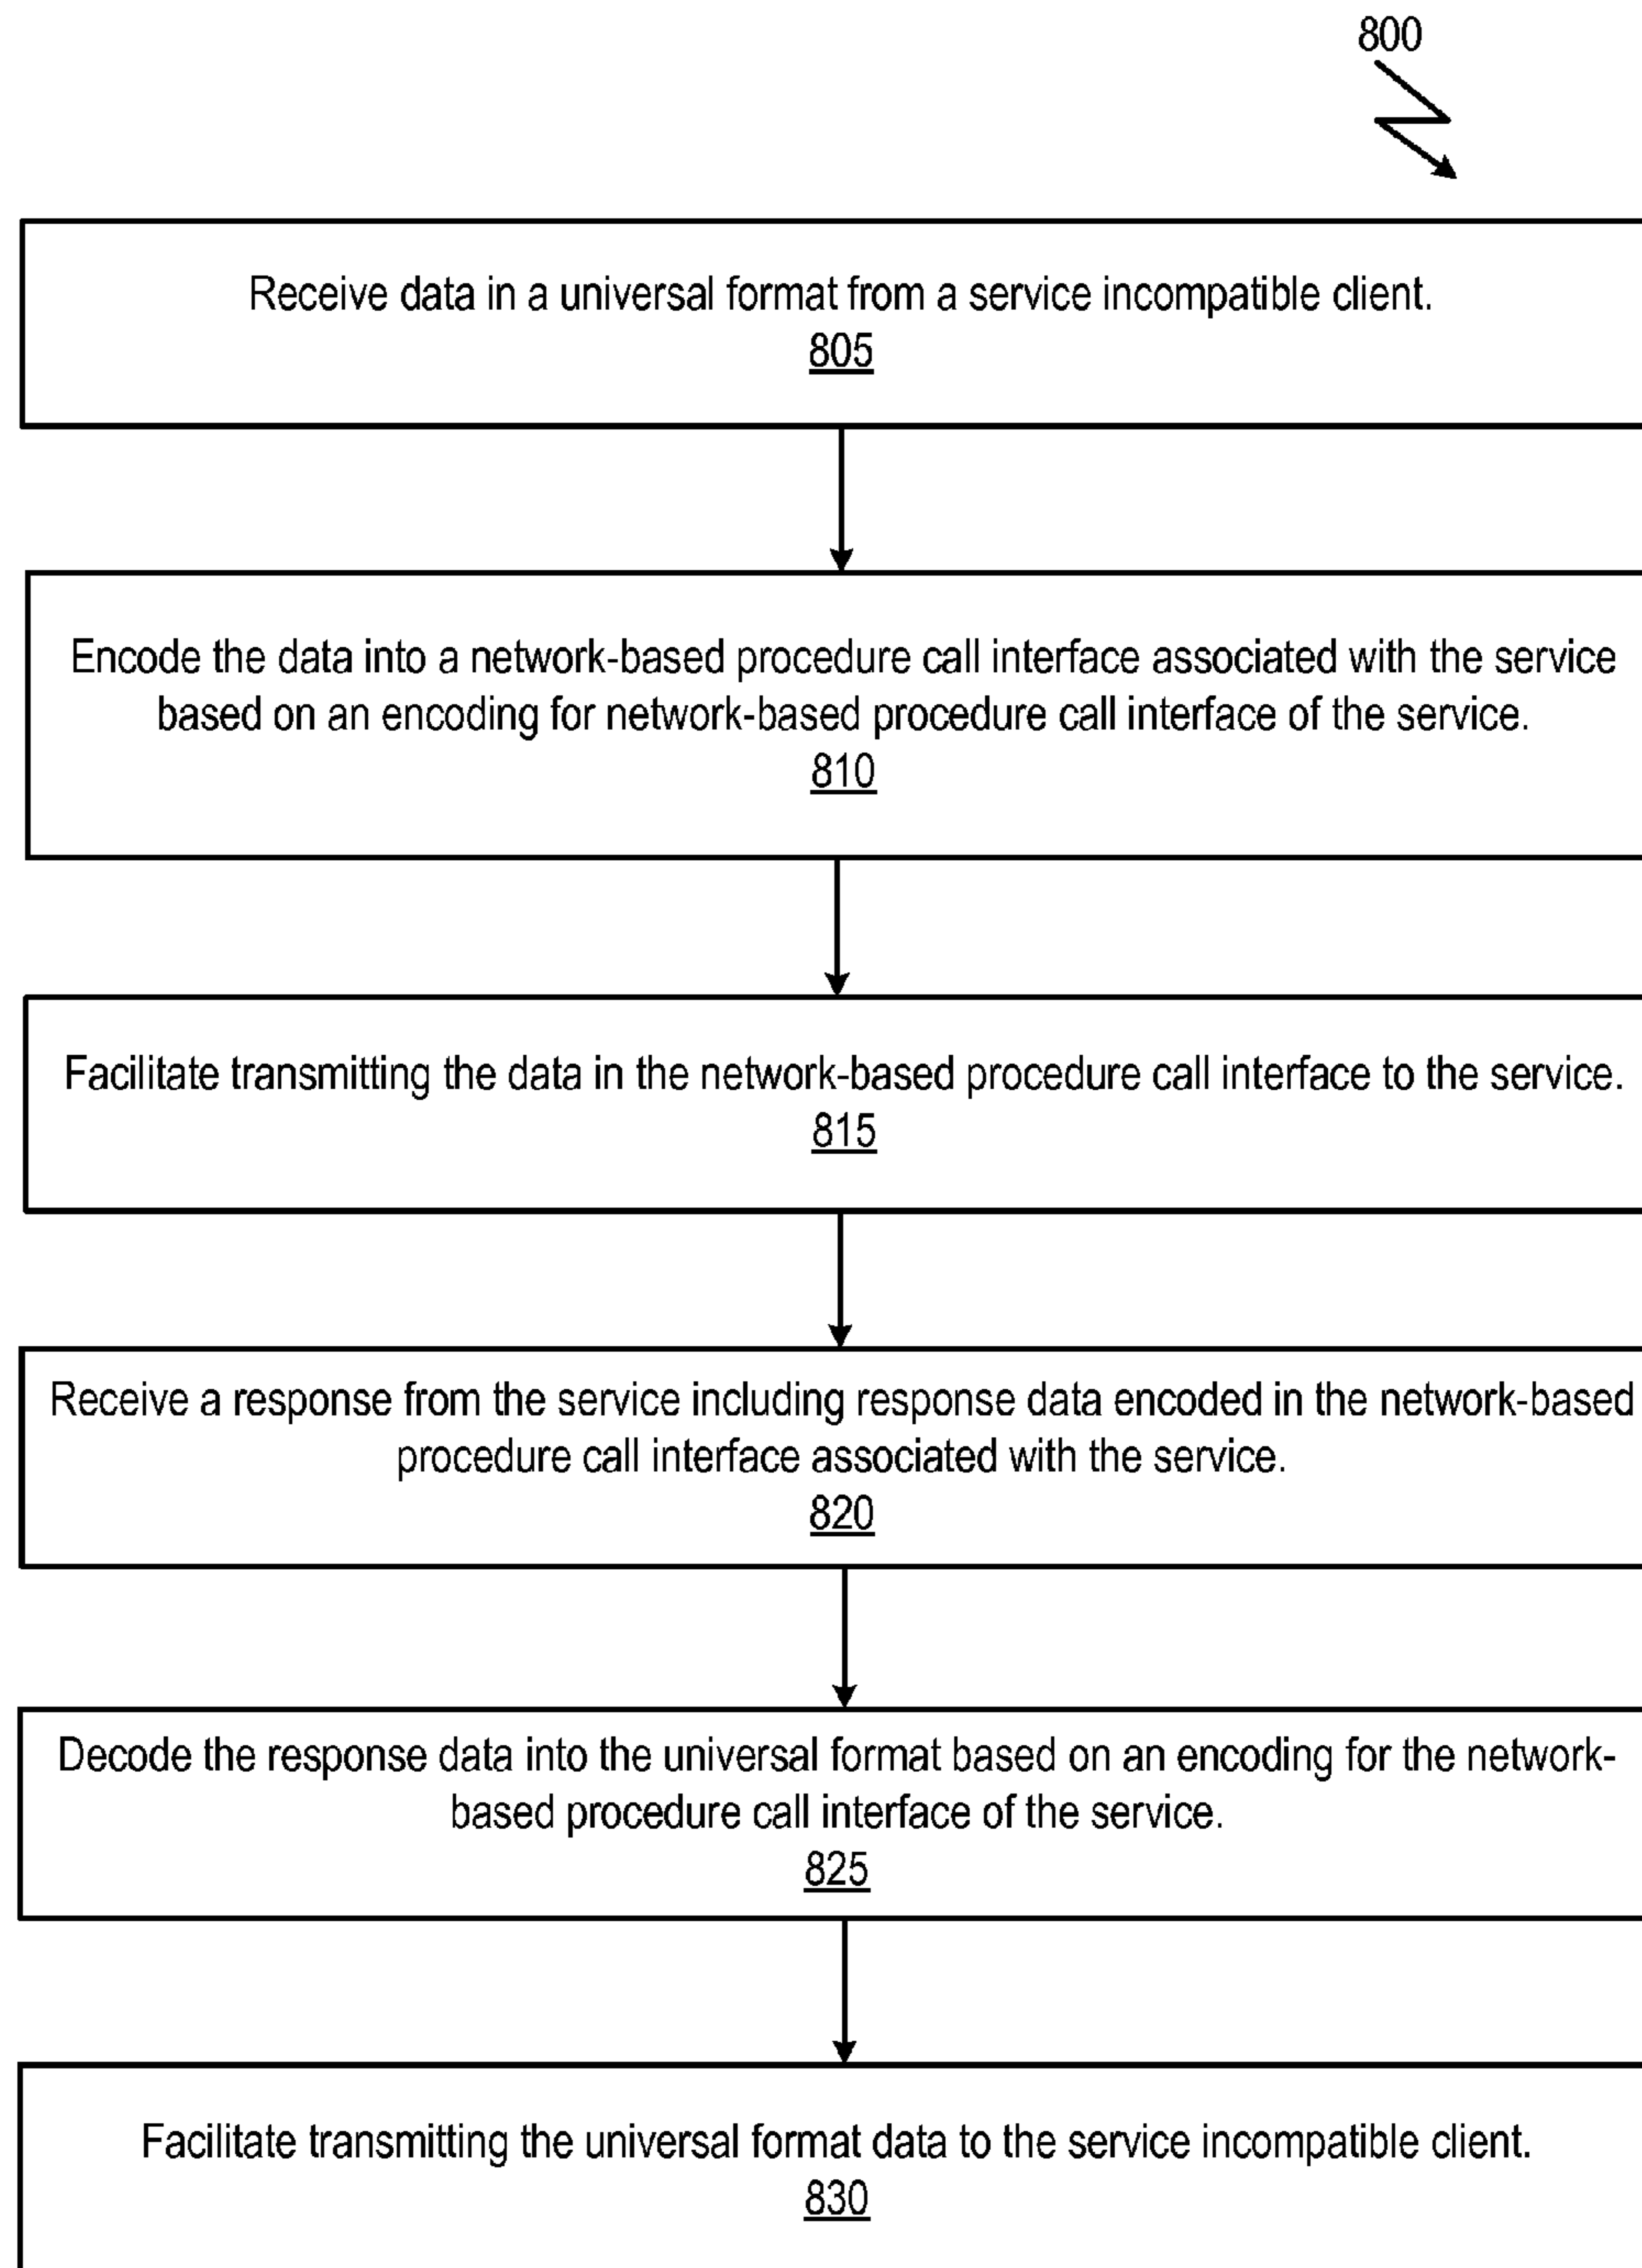 800
Receive data in a universal format from a service incompatible client.
805
Encode the data into a network-based procedure call interface associated with the service
based on an encoding for network-based procedure call interface of the service.
810
Facilitate transmitting the data in the network-based procedure call interface to the service.
815
Receive a response from the service including response data encoded in the network-based
procedure call interface associated with the service.
820
Decode the response data into the universal format based on an encoding for the network-
based procedure call interface of the service.
825
Facilitate transmitting the universal format data to the service incompatible client.
830